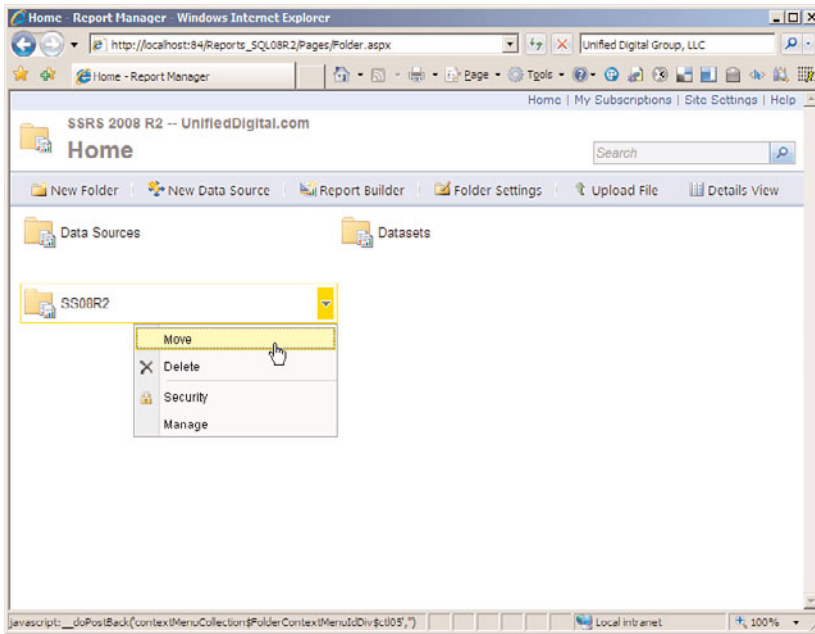 Home - Report Manager - Windows Internet Explorer
http://localhost:84/Reports_SQL08R2/Pages/Folder.aspx
Unified Digital Group, LLC
Home - Report Manager
Page
Tools
Home | My Subscriptions | Site Settings | Help
SSRS 2008 R2 -- UnifiedDigital.com
Home
Search
New Folder
New Data Source
Report Builder
Folder Settings
Upload File
Details View
Data Sources
Datasets
SS08R2
Move
Delete
Security
Manage
javascript:__doPostBack('contextMenuCollection$FolderContextMenuIdDiv$ctl05','')
Local intranet
100%